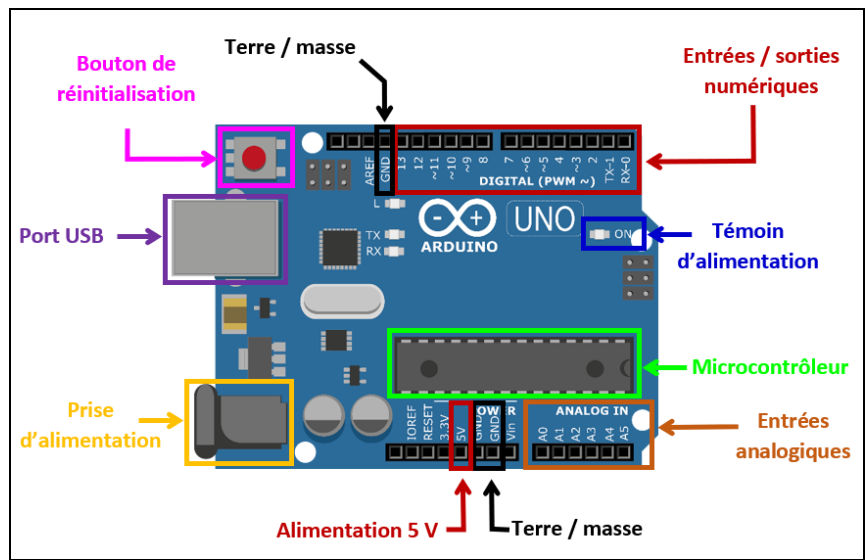 Terre / masse
Bouton de
réinitialisation
Entrées / sorties
numériques
AREF
GND
13
12
~11
~10
~9
8
7
~6
~5
4
~3
2
TX-1
RX-0
DIGITAL (PWM ~)
L
TX
RX
ARDUINO
UNO
ON
Port USB
Témoin
d'alimentation
Microcontrôleur
Prise
d'alimentation
IOREF
RESET
3.3V
5V
OWER
GND
GND
Vin
ANALOG IN
A0
A1
A2
A3
A4
A5
Entrées
analogiques
Alimentation 5 V
Terre / masse